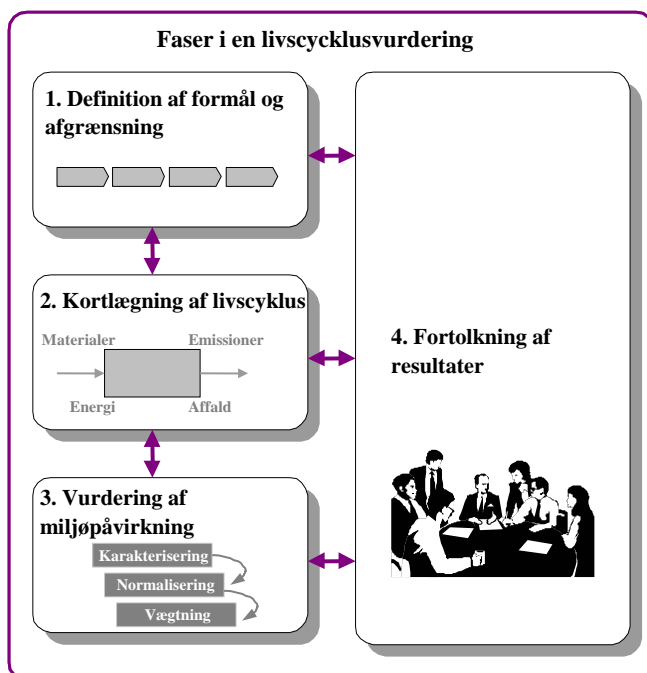 Faser i en livscyklusvurdering
1. Definition af formål og
afgrænsning
2. Kortlægning af livscyklus
Materialer
Emissioner
Energi
Affald
3. Vurdering af
miljøpåvirkning
Karakterisering
Normalisering
Vægtning
4. Fortolkning af
resultater